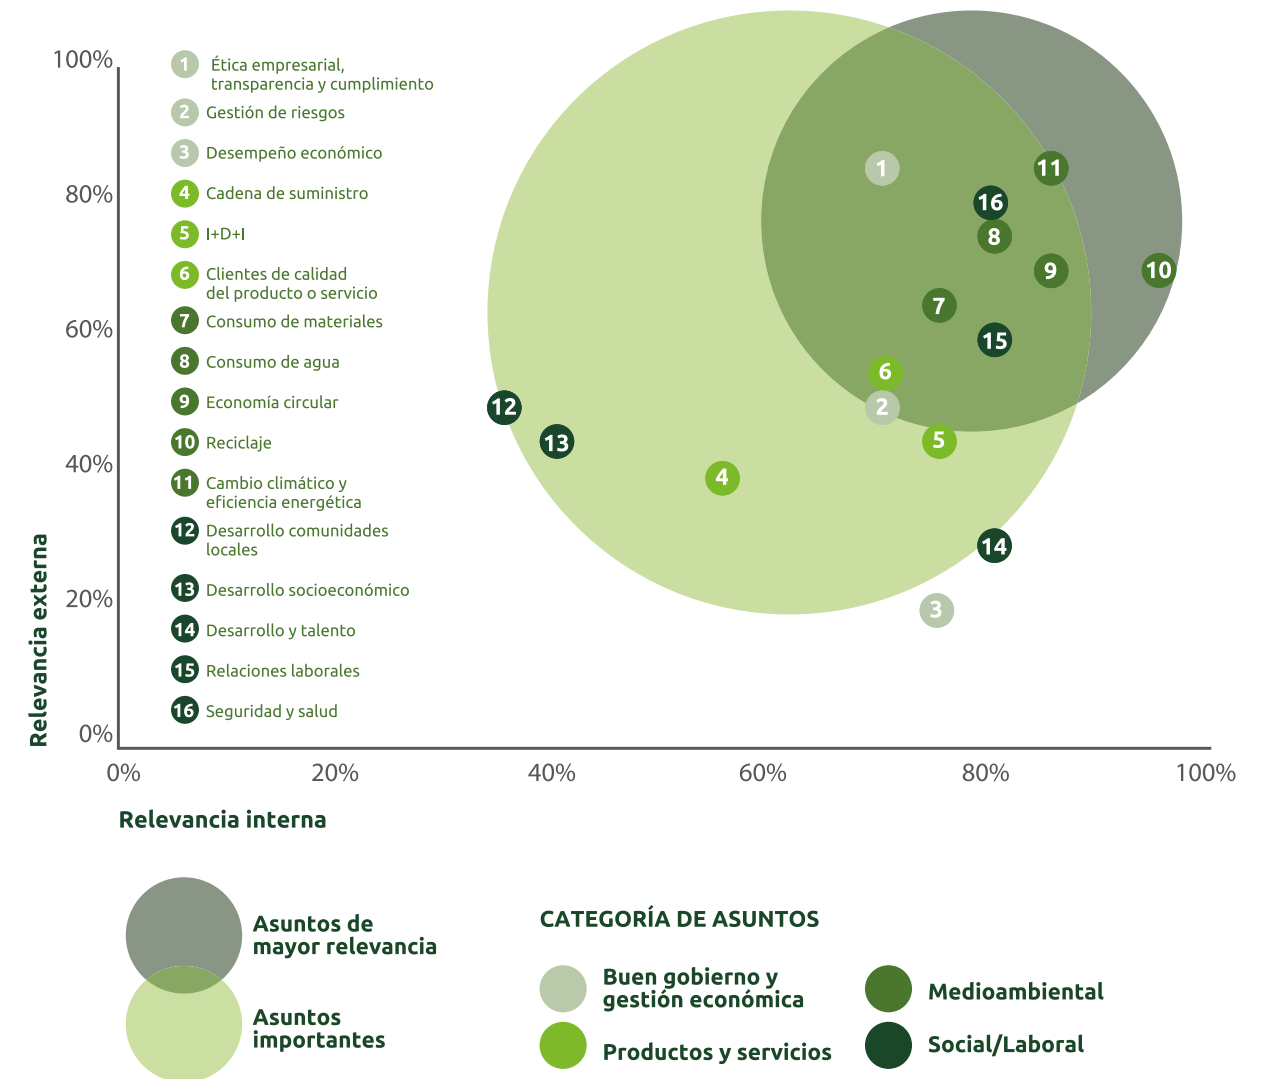 100%
80%
60%
40%
20%
0%
Relevancia externa
1 Ética empresarial,
transparencia y cumplimiento
2 Gestión de riesgos
3 Desempeño económico
4 Cadena de suministro
5 I+D+I
6 Clientes de calidad
del producto o servicio
7 Consumo de materiales
8 Consumo de agua
9 Economía circular
10 Reciclaje
11 Cambio climático y
eficiencia energética
12 Desarrollo comunidades
locales
13 Desarrollo socioeconómico
14 Desarrollo y talento
15 Relaciones laborales
16 Seguridad y salud
1
11
16
8
9
10
7
15
6
2
12
13
5
4
14
3
0% 20% 40% 60% 80% 100%
Relevancia interna
Asuntos de
mayor relevancia
Asuntos
importantes
CATEGORÍA DE ASUNTOS
Buen gobierno y
gestión económica
Productos y servicios
Medioambiental
Social/Laboral